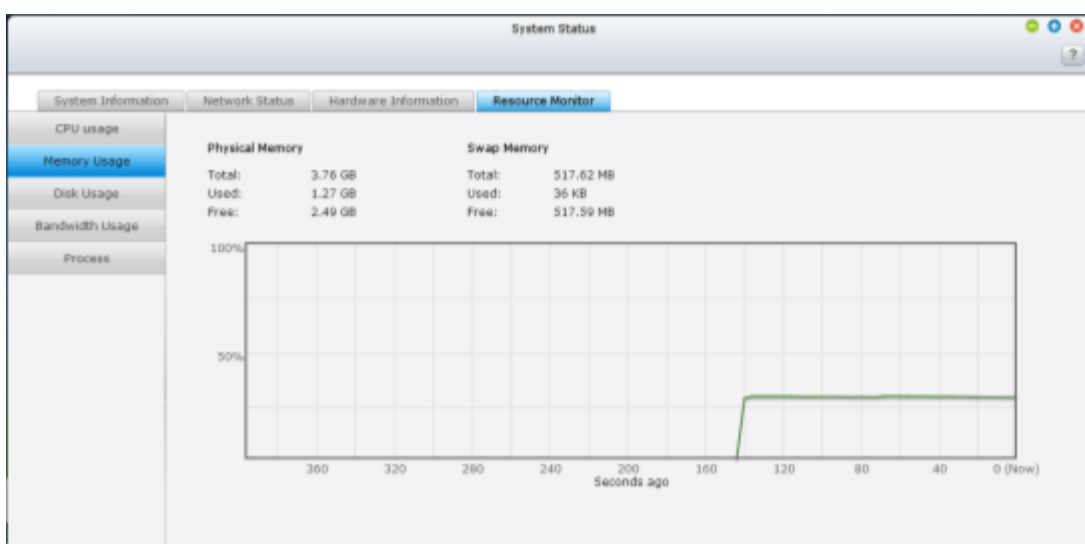 System Status
?
System Information Network Status Hardware Information Resource Monitor
CPU usage
Memory Usage
Disk Usage
Bandwidth Usage
Process
Physical Memory
Total: 3.76 GB
Used: 1.27 GB
Free: 2.49 GB
Swap Memory
Total: 517.62 MB
Used: 36 KB
Free: 517.59 MB
100%
50%
360 320 280 240 200 160 120 80 40 0 (Now)
Seconds ago